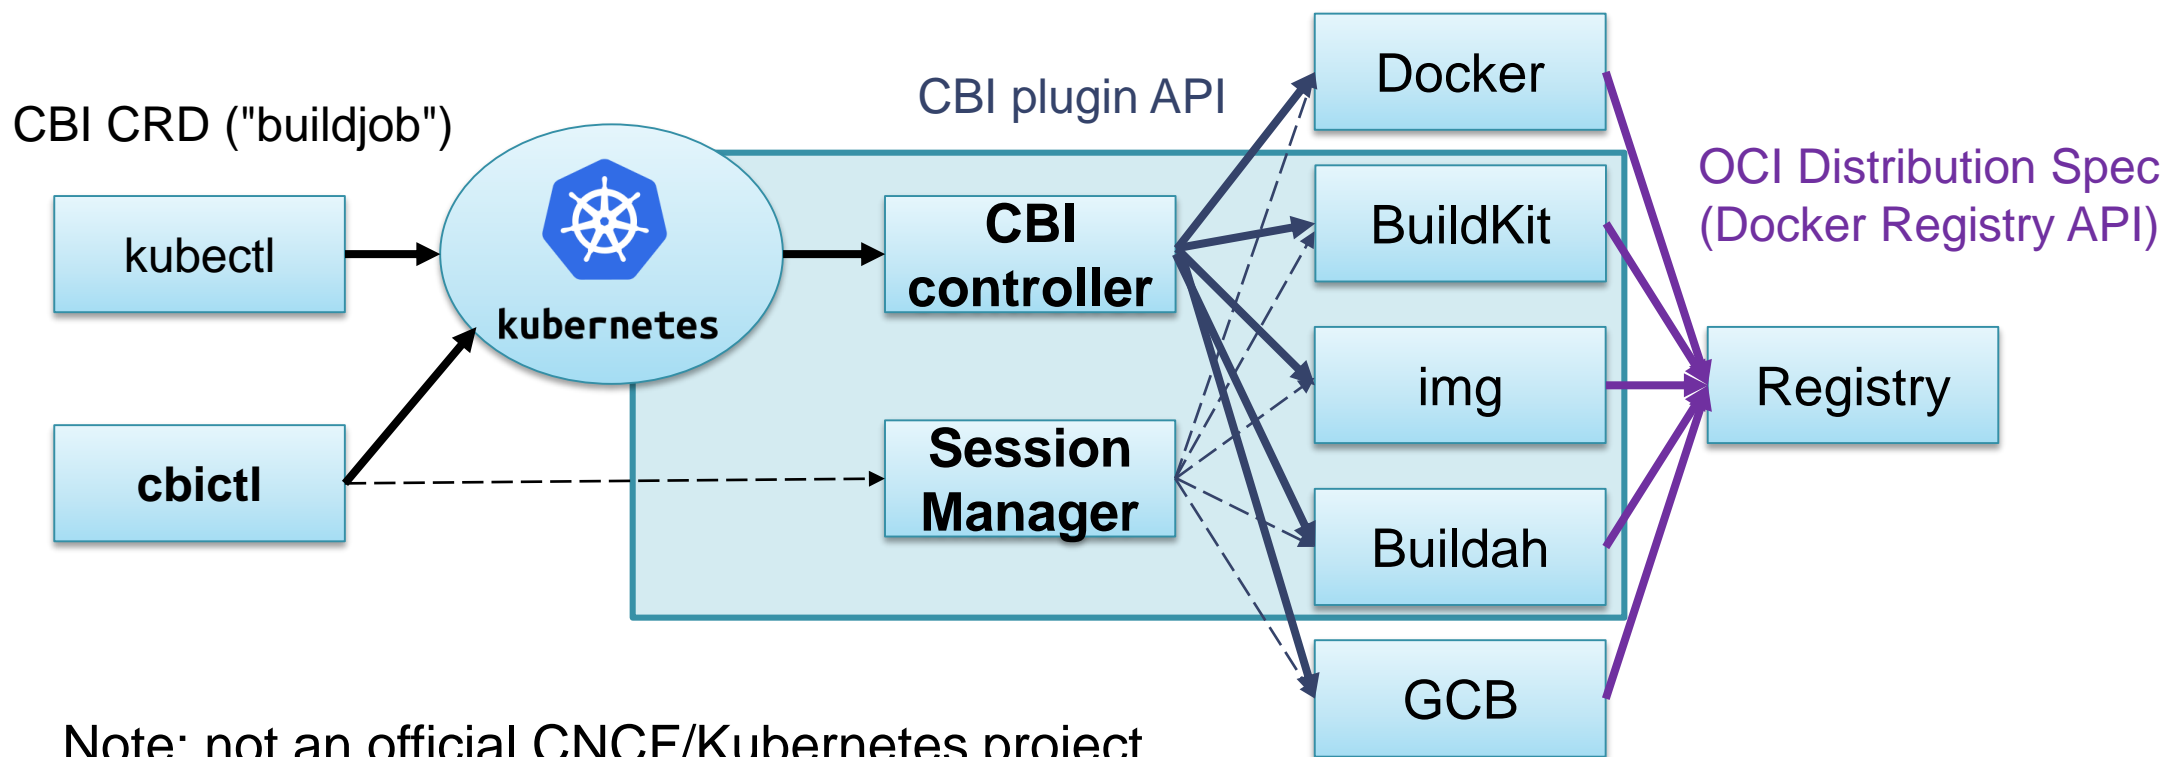 CBI CRD ("buildjob")
kubectl
cbictl
kubernetes
CBI plugin API
CBI
controller
Session
Manager
Docker
BuildKit
img
Buildah
GCB
OCI Distribution Spec
(Docker Registry API)
Registry
Note: not an official CNCF/Kubernetes project